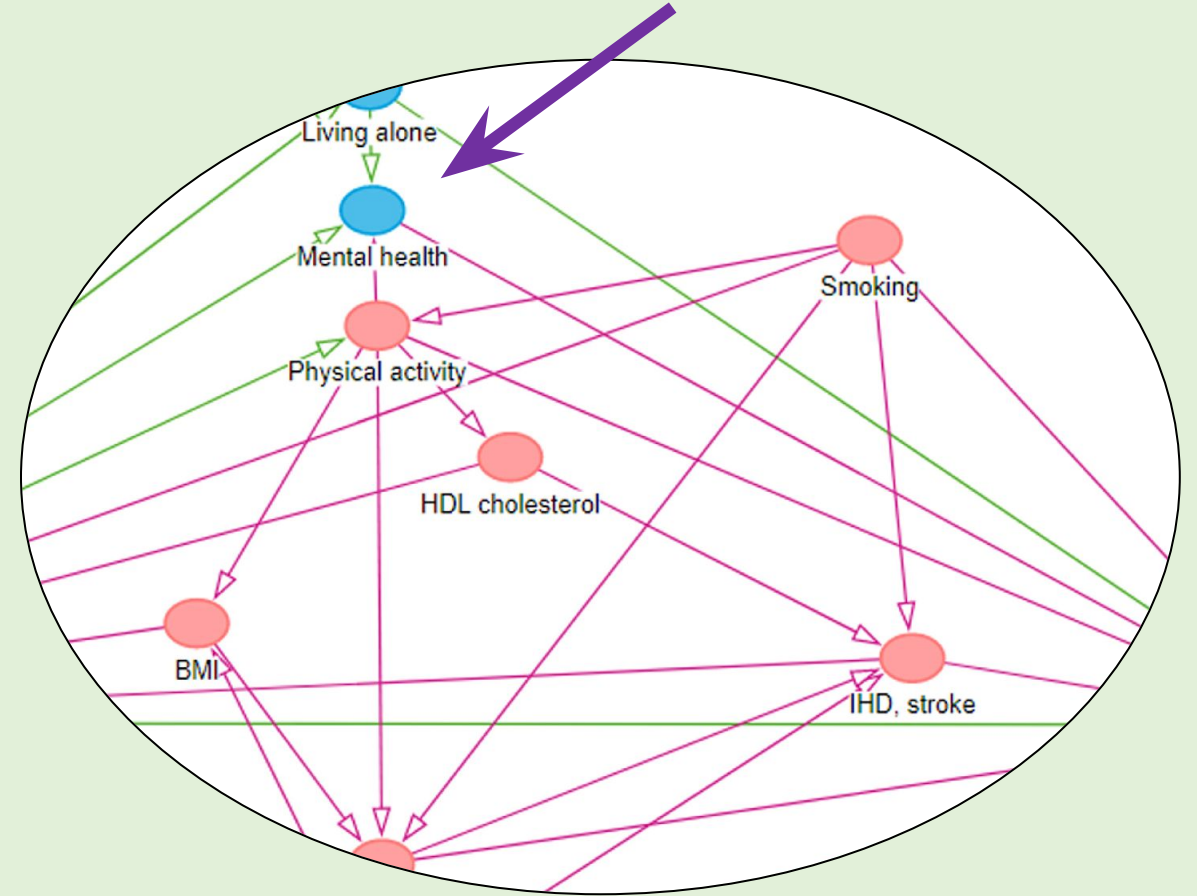 Living alone
Mental health
Smoking
Physical activity
HDL cholesterol
BMI
IHD, stroke